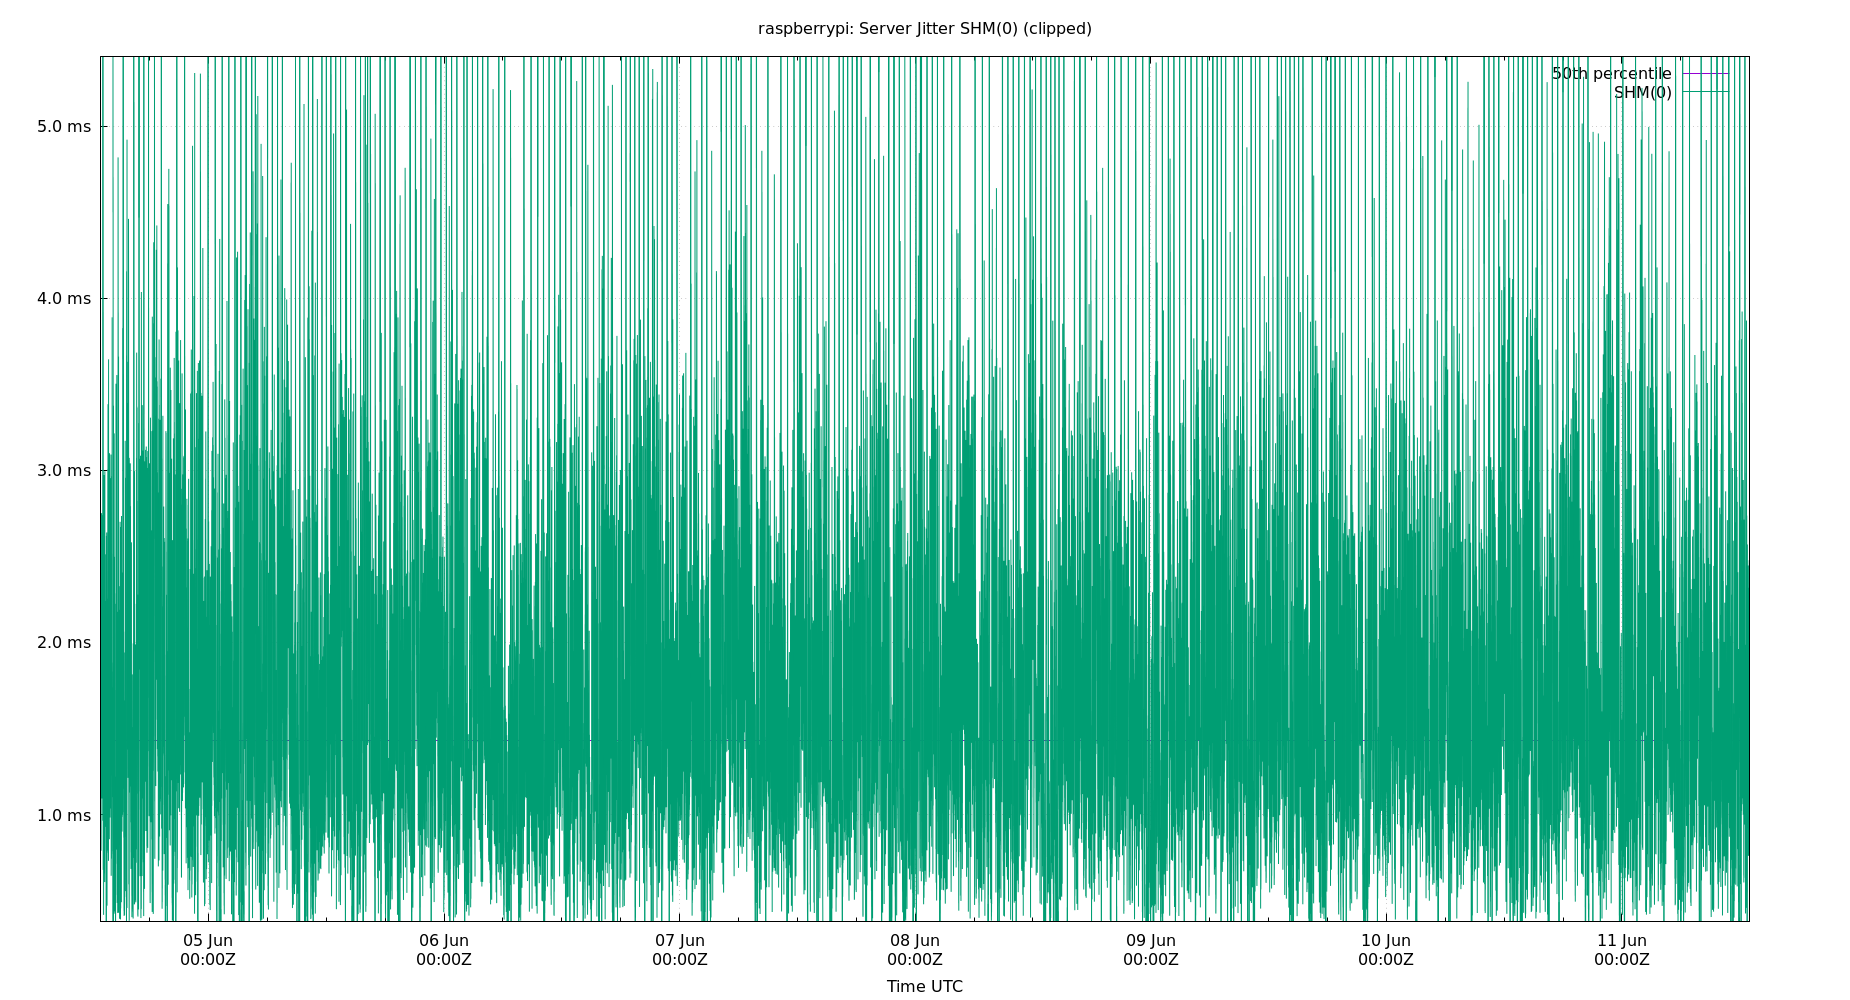 raspberrypi: Server Jitter SHM(0) (clipped)
50th percentile
SHM(0)
5.0 ms
4.0 ms
3.0 ms
2.0 ms
1.0 ms
05 Jun 06 Jun 07 Jun 08 Jun 09 Jun 10 Jun 11 Jun
00:00Z 00:00Z 00:00Z 00:00Z 00:00Z 00:00Z 00:00Z
Time UTC